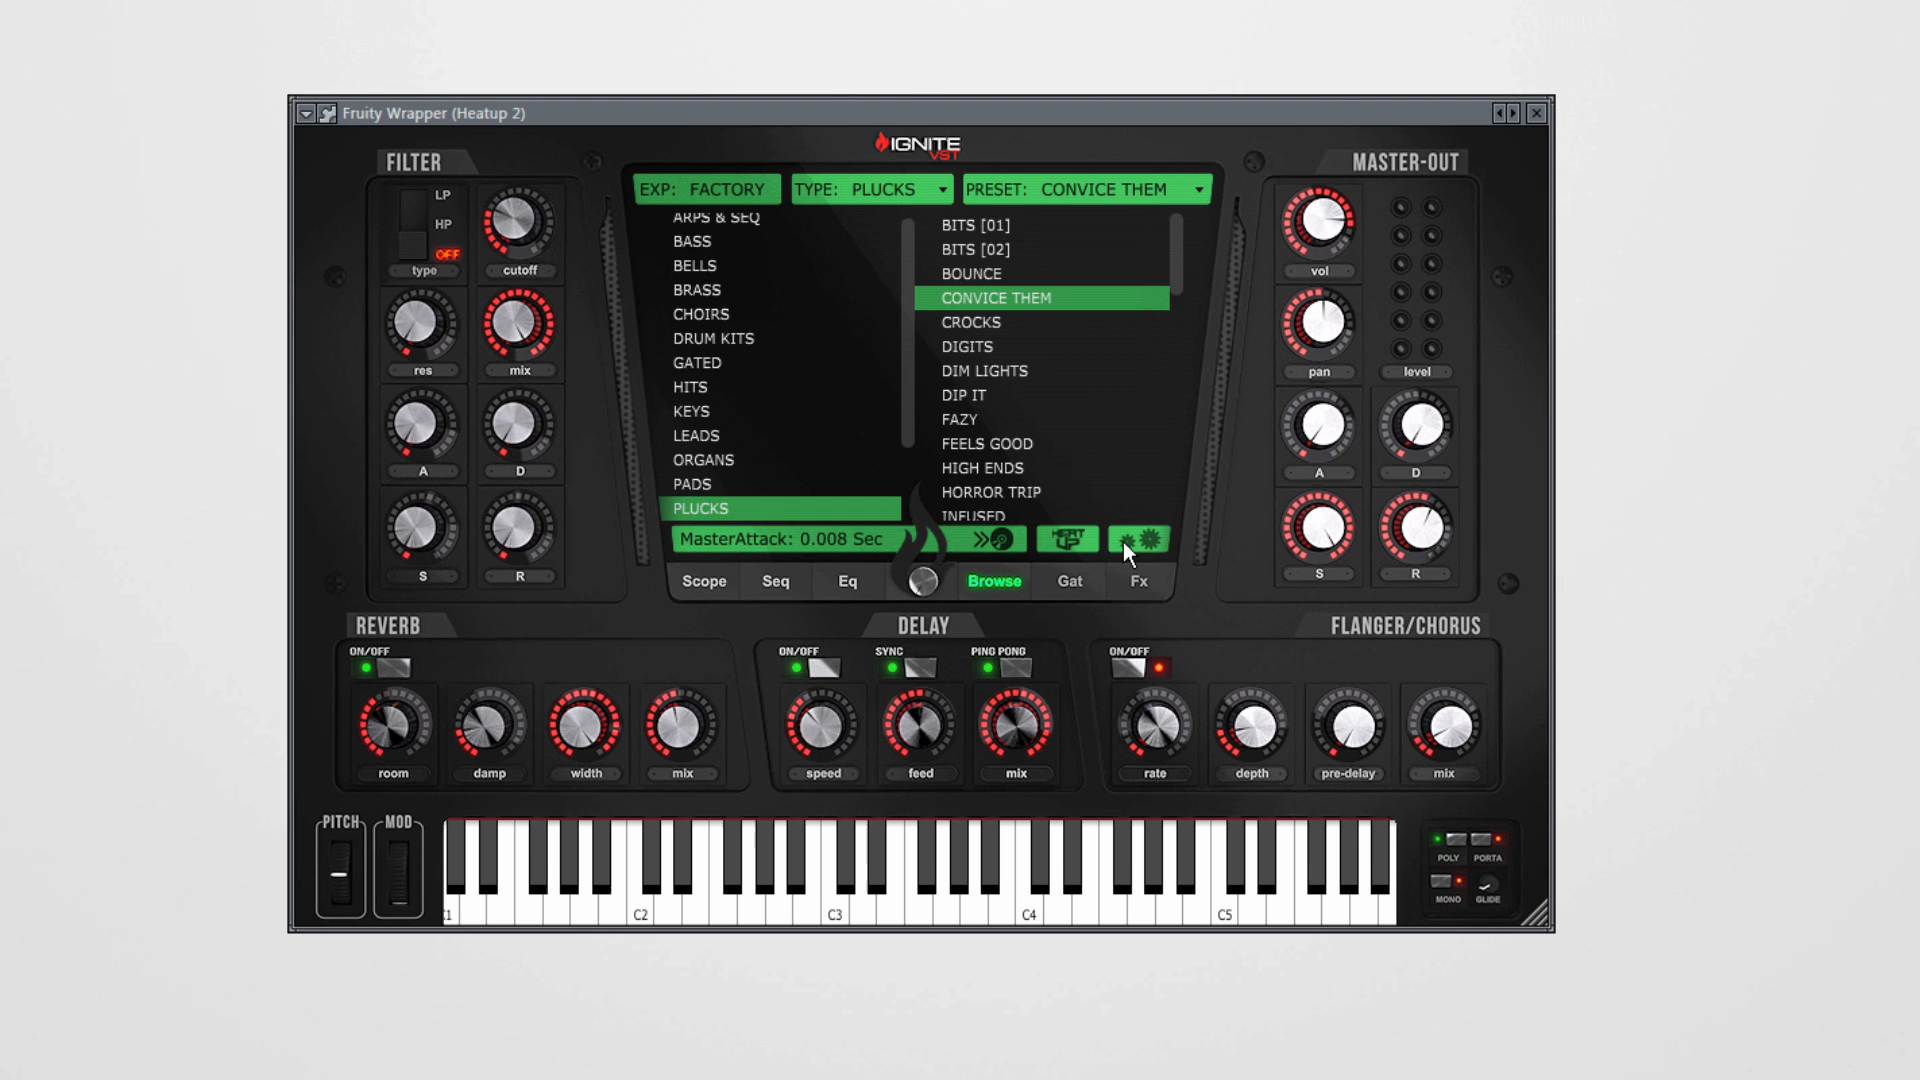 Fruity Wrapper (Heatup 2)
IGNITE
VST
FILTER
MASTER-OUT
EXP: FACTORY
TYPE: PLUCKS
PRESET: CONVICE THEM
LP
HP
OFF
type
cutoff
res
mix
A
D
S
R
ARPS & SEQ
BASS
BELLS
BRASS
CHOIRS
DRUM KITS
GATED
HITS
KEYS
LEADS
ORGANS
PADS
PLUCKS
BITS [01]
BITS [02]
BOUNCE
CONVICE THEM
CROCKS
DIGITS
DIM LIGHTS
DIP IT
FAZY
FEELS GOOD
HIGH ENDS
HORROR TRIP
INFUSED
MasterAttack: 0.008 Sec
HEAT UP
Scope
Seq
Eq
Browse
Gat
Fx
vol
pan
level
A
D
S
R
REVERB
ON/OFF
room
damp
width
mix
DELAY
ON/OFF
SYNC
PING PONG
speed
feed
mix
FLANGER/CHORUS
ON/OFF
rate
depth
pre-delay
mix
PITCH
MOD
C2
C3
C4
C5
POLY
PORTA
MONO
GLIDE